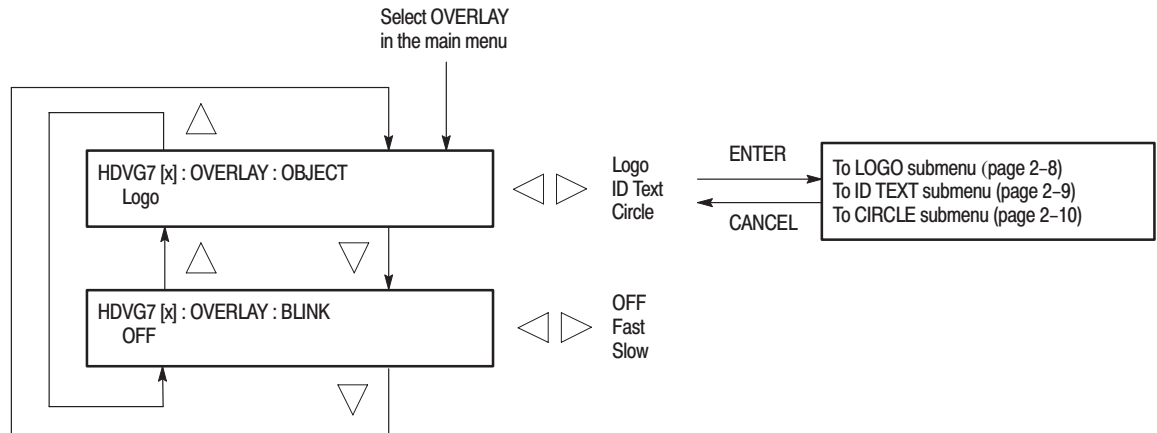 Select OVERLAY
in the main menu
HDVG7 [x] : OVERLAY : OBJECT
Logo
Logo
ID Text
Circle
ENTER
CANCEL
To LOGO submenu (page 2–8)
To ID TEXT submenu (page 2–9)
To CIRCLE submenu (page 2–10)
HDVG7 [x] : OVERLAY : BLINK
OFF
OFF
Fast
Slow